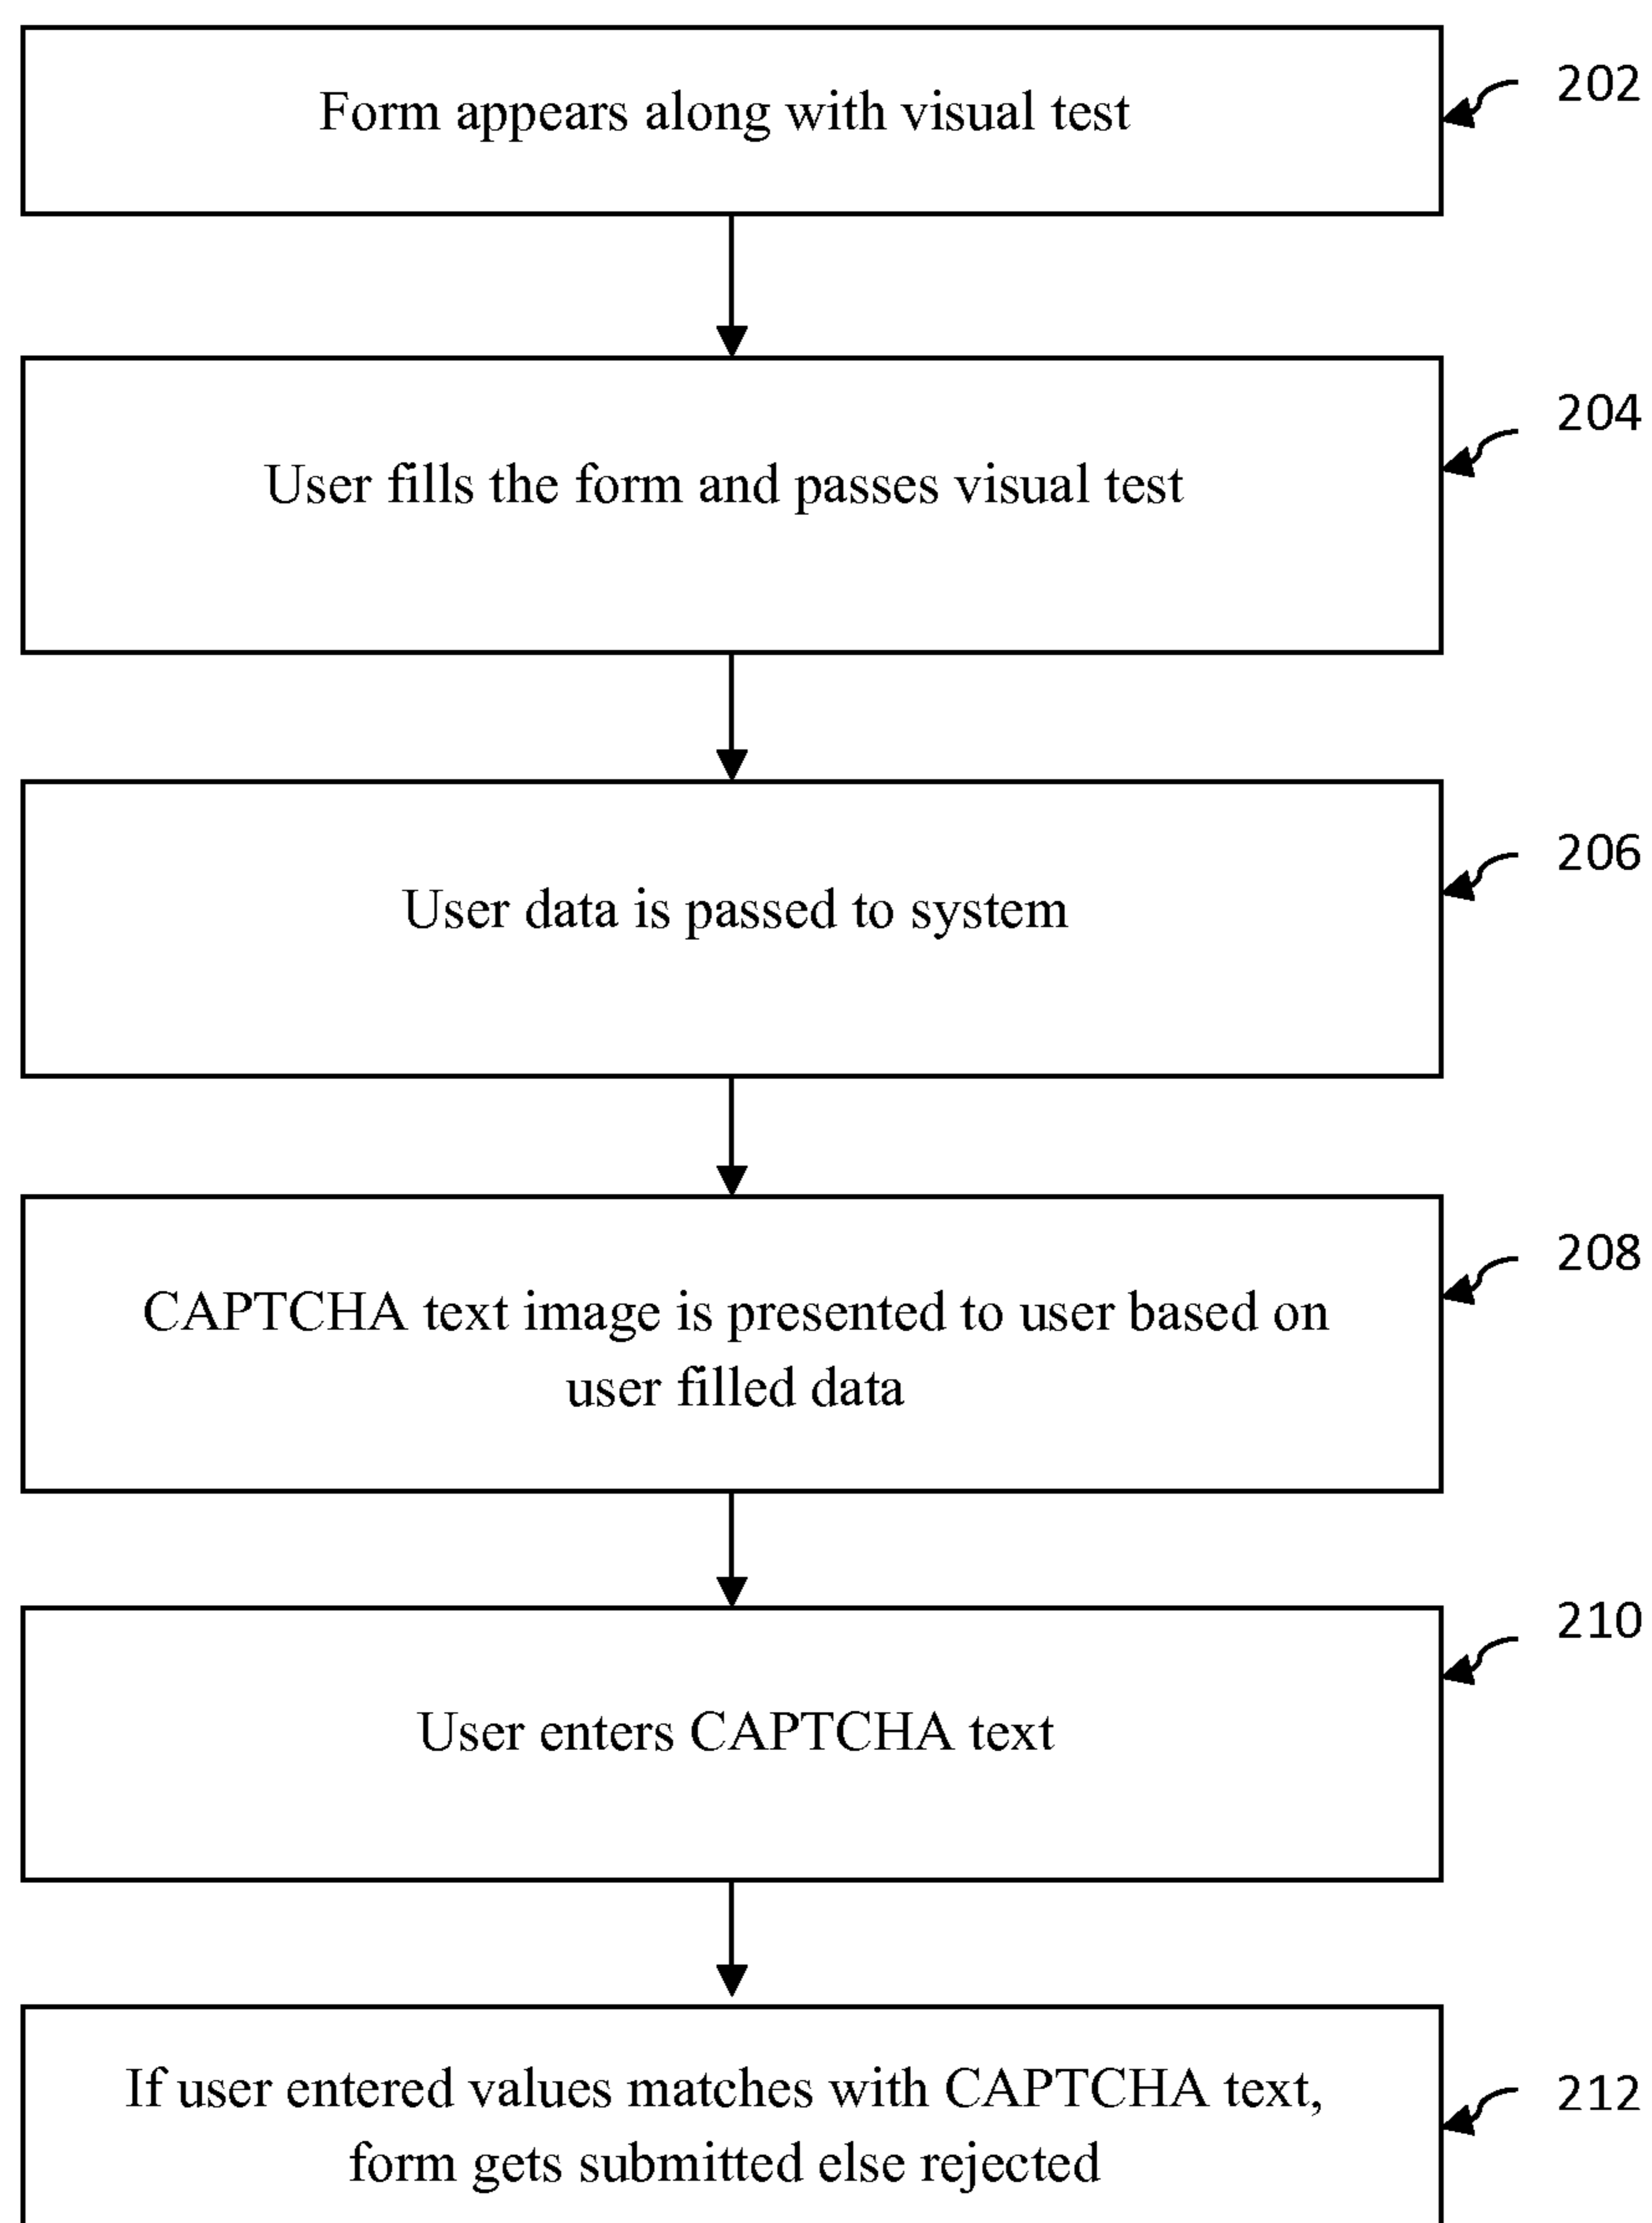 Form appears along with visual test
202
User fills the form and passes visual test
204
User data is passed to system
206
CAPTCHA text image is presented to user based on
user filled data
208
User enters CAPTCHA text
210
If user entered values matches with CAPTCHA text,
form gets submitted else rejected
212